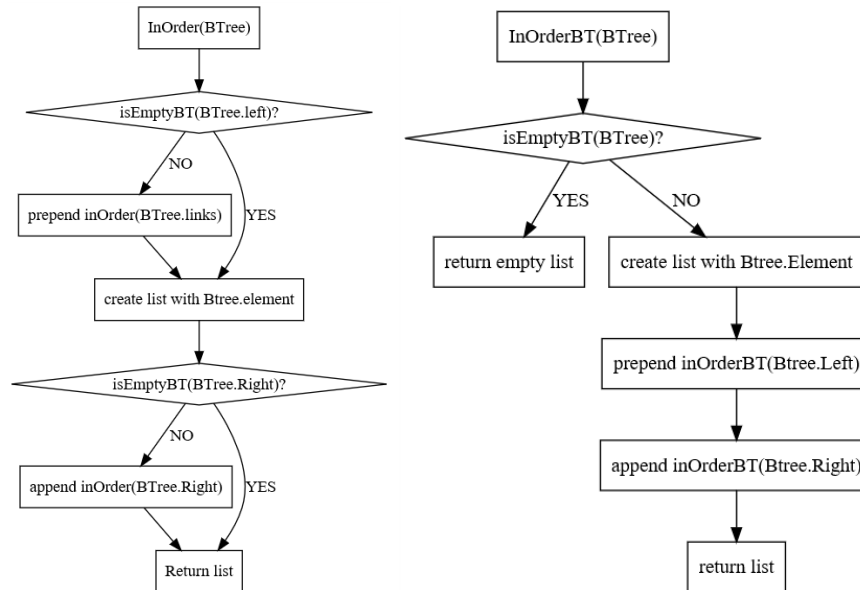 InOrder(BTree)
isEmptyBT(BTree.left)?
NO
YES
prepend inOrder(BTree.links)
create list with Btree.element
isEmptyBT(BTree.Right)?
NO
YES
append inOrder(BTree.Right)
Return list
InOrderBT(BTree)
isEmptyBT(BTree)?
YES
NO
return empty list
create list with Btree.Element
prepend inOrderBT(Btree.Left)
append inOrderBT(Btree.Right)
return list